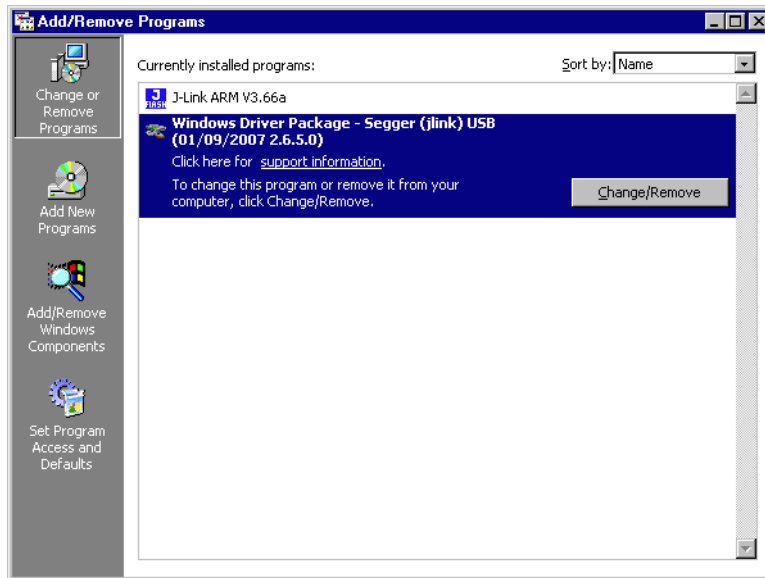 Add/Remove Programs
Change or
Remove
Programs
Add New
Programs
Add/Remove
Windows
Components
Set Program
Access and
Defaults
Currently installed programs:
Sort by: Name
J FLASH J-Link ARM V3.66a
Windows Driver Package - Segger (jlink) USB
(01/09/2007 2.6.5.0)
Click here for support information.
To change this program or remove it from your
computer, click Change/Remove.
Change/Remove